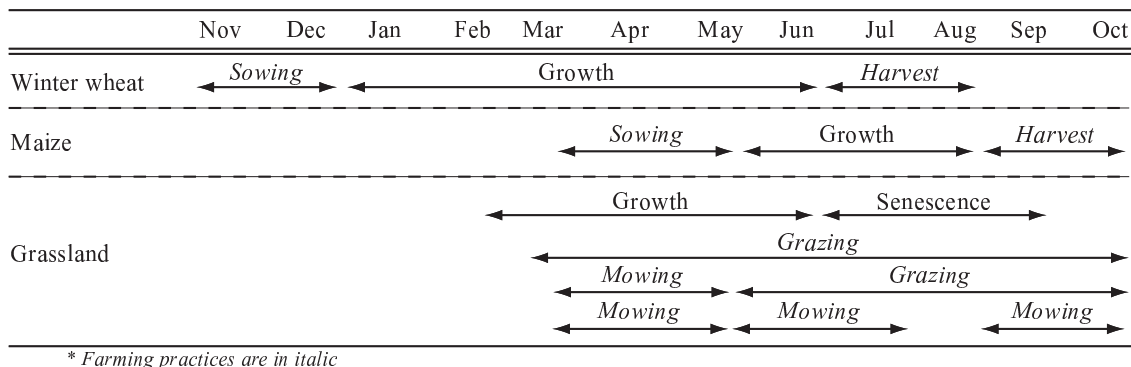 Nov Dec Jan Feb Mar Apr May Jun Jul Aug Sep Oct
Winter wheat Sowing Growth Harvest
Maize Sowing Growth Harvest
Growth Senescence
Grassland
Grazing
Mowing Grazing
Mowing Mowing Mowing
* Farming practices are in italic